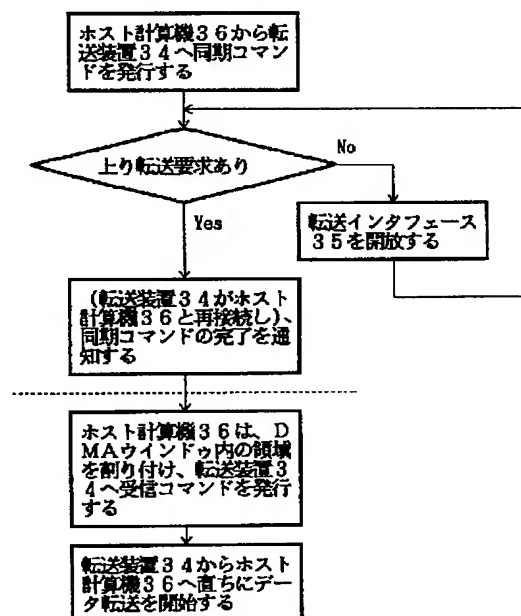 ホスト計算機３６から転
送装置３４へ同期コマン
ドを発行する
上り転送要求あり
No
Yes
転送インタフェース
３５を開放する
（転送装置３４がホスト
計算機３６と再接続し）、
同期コマンドの完了を通
知する
ホスト計算機３６は、Ｄ
ＭＡウインドゥ内の領域
を割り付け、転送装置３
４へ受信コマンドを発行
する
転送装置３４からホスト
計算機３６へ直ちにデー
タ転送を開始する